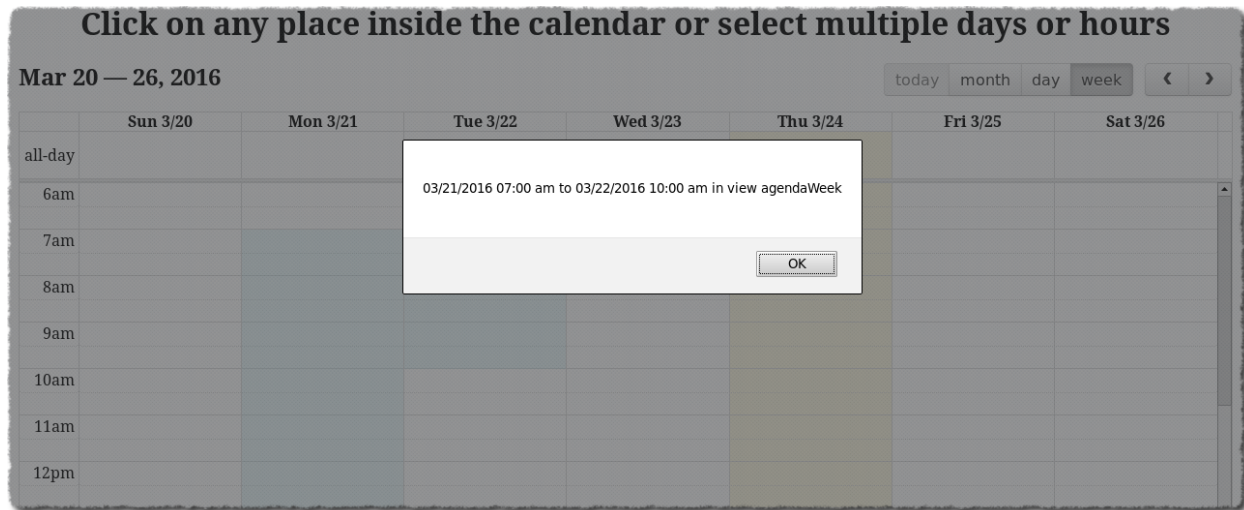 Click on any place inside the calendar or select multiple days or hours
Mar 20 — 26, 2016
today month day week
Sun 3/20 Mon 3/21 Tue 3/22 Wed 3/23 Thu 3/24 Fri 3/25 Sat 3/26
all-day
03/21/2016 07:00 am to 03/22/2016 10:00 am in view agendaWeek
OK
6am
7am
8am
9am
10am
11am
12pm